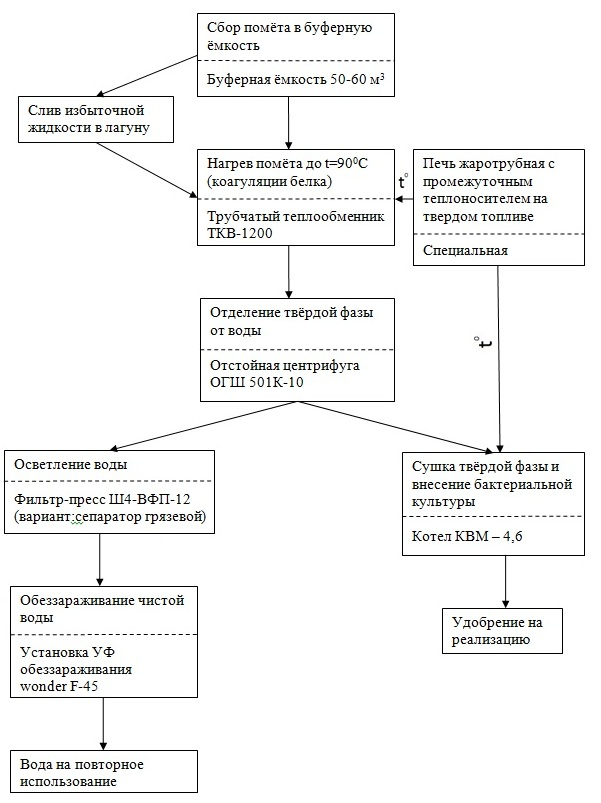 Сбор помёта в буферную
ёмкость
Буферная ёмкость 50-60 м³
Слив избыточной
жидкости в лагуну
Нагрев помёта до t=90⁰С
(коагуляции белка)
Трубчатый теплообменник
ТКВ-1200
t°
Печь жаротрубная с
промежуточным
теплоносителем на
твердом топливе
Специальная
t°
Отделение твёрдой фазы
от воды
Отстойная центрифуга
ОГШ 501К-10
Осветление воды
Фильтр-пресс Ш4-ВФП-12
(вариант:сепаратор грязевой)
Сушка твёрдой фазы и
внесение бактериальной
культуры
Котел КВМ – 4,6
Обеззараживание чистой
воды
Установка УФ
обеззараживания
wonder F-45
Удобрение на
реализацию
Вода на повторное
использование